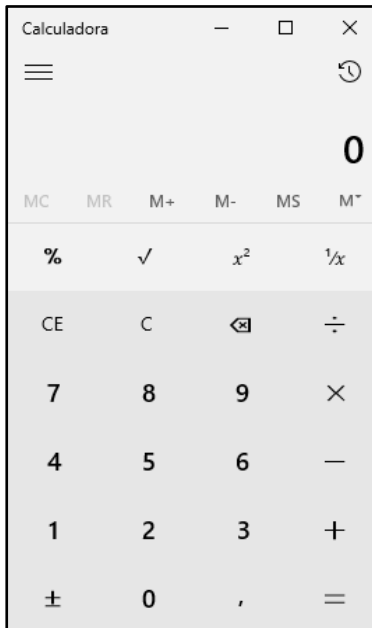 Calculadora
0
MC MR M+ M- MS M˅
% √ x² ¹/x
CE C ÷
7 8 9 ×
4 5 6 −
1 2 3 +
± 0 , =